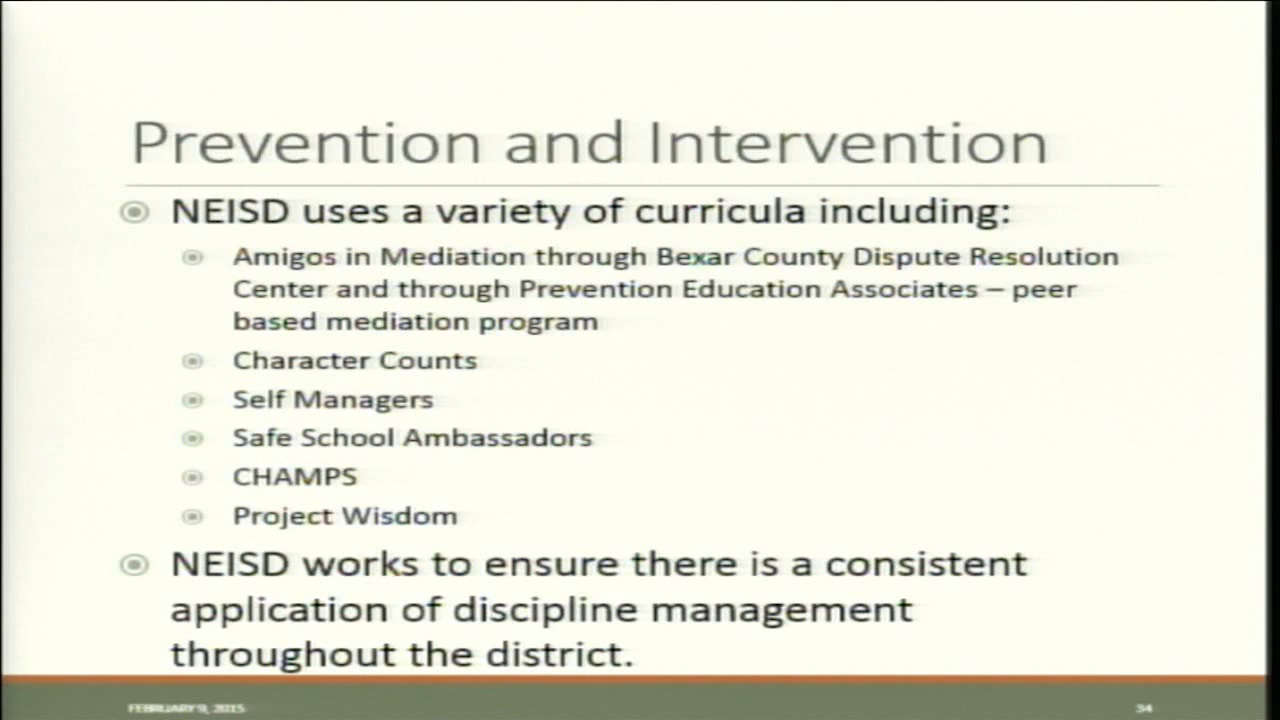 Prevention and Intervention
NEISD uses a variety of curricula including:
Amigos in Mediation through Bexar County Dispute Resolution
Center and through Prevention Education Associates – peer
based mediation program
Character Counts
Self Managers
Safe School Ambassadors
CHAMPS
Project Wisdom
NEISD works to ensure there is a consistent
application of discipline management
throughout the district.
FEBRUARY 9, 2015
34